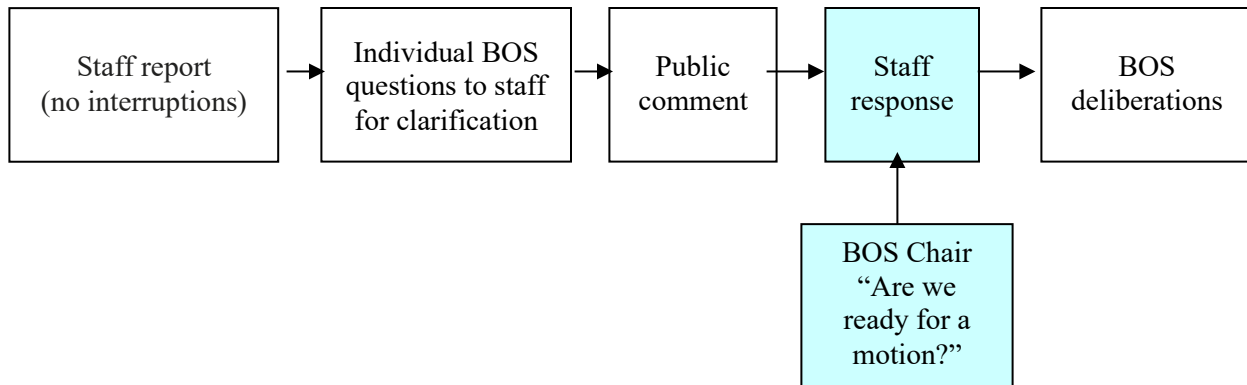 Staff report
(no interruptions)
Individual BOS
questions to staff
for clarification
Public
comment
Staff
response
BOS
deliberations
BOS Chair
“Are we
ready for a
motion?”